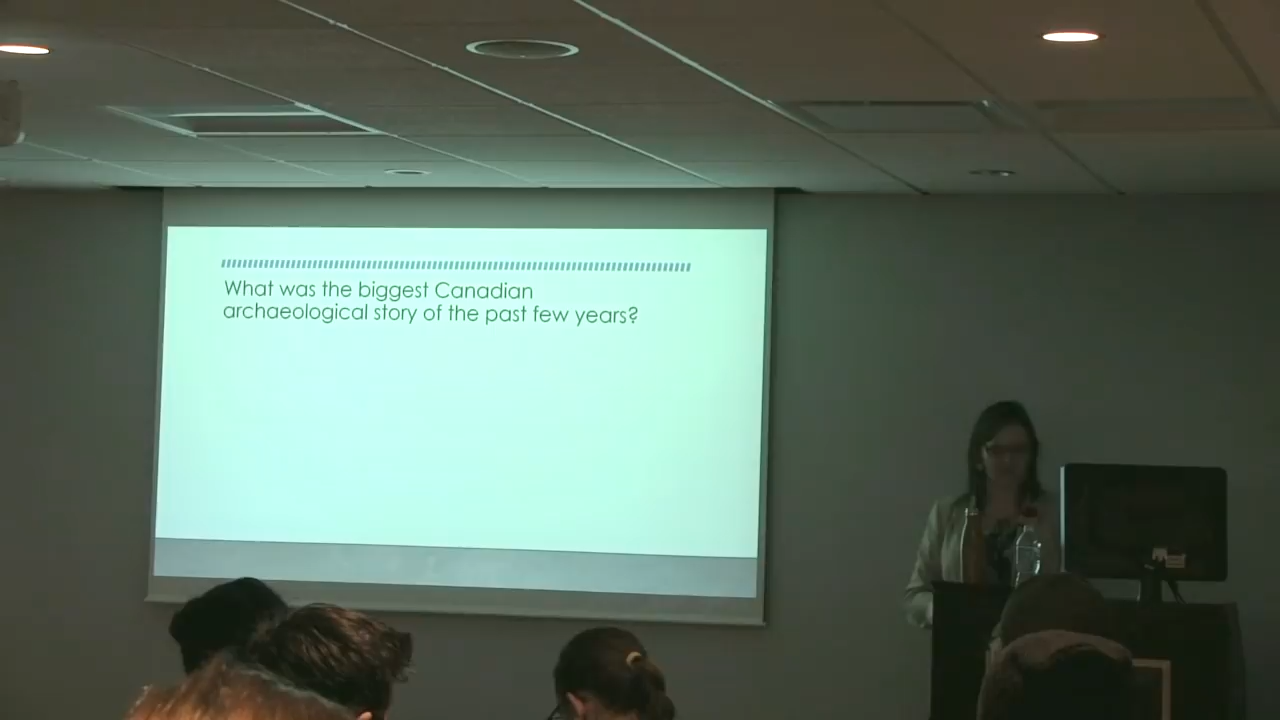 What was the biggest Canadian
archaeological story of the past few years?